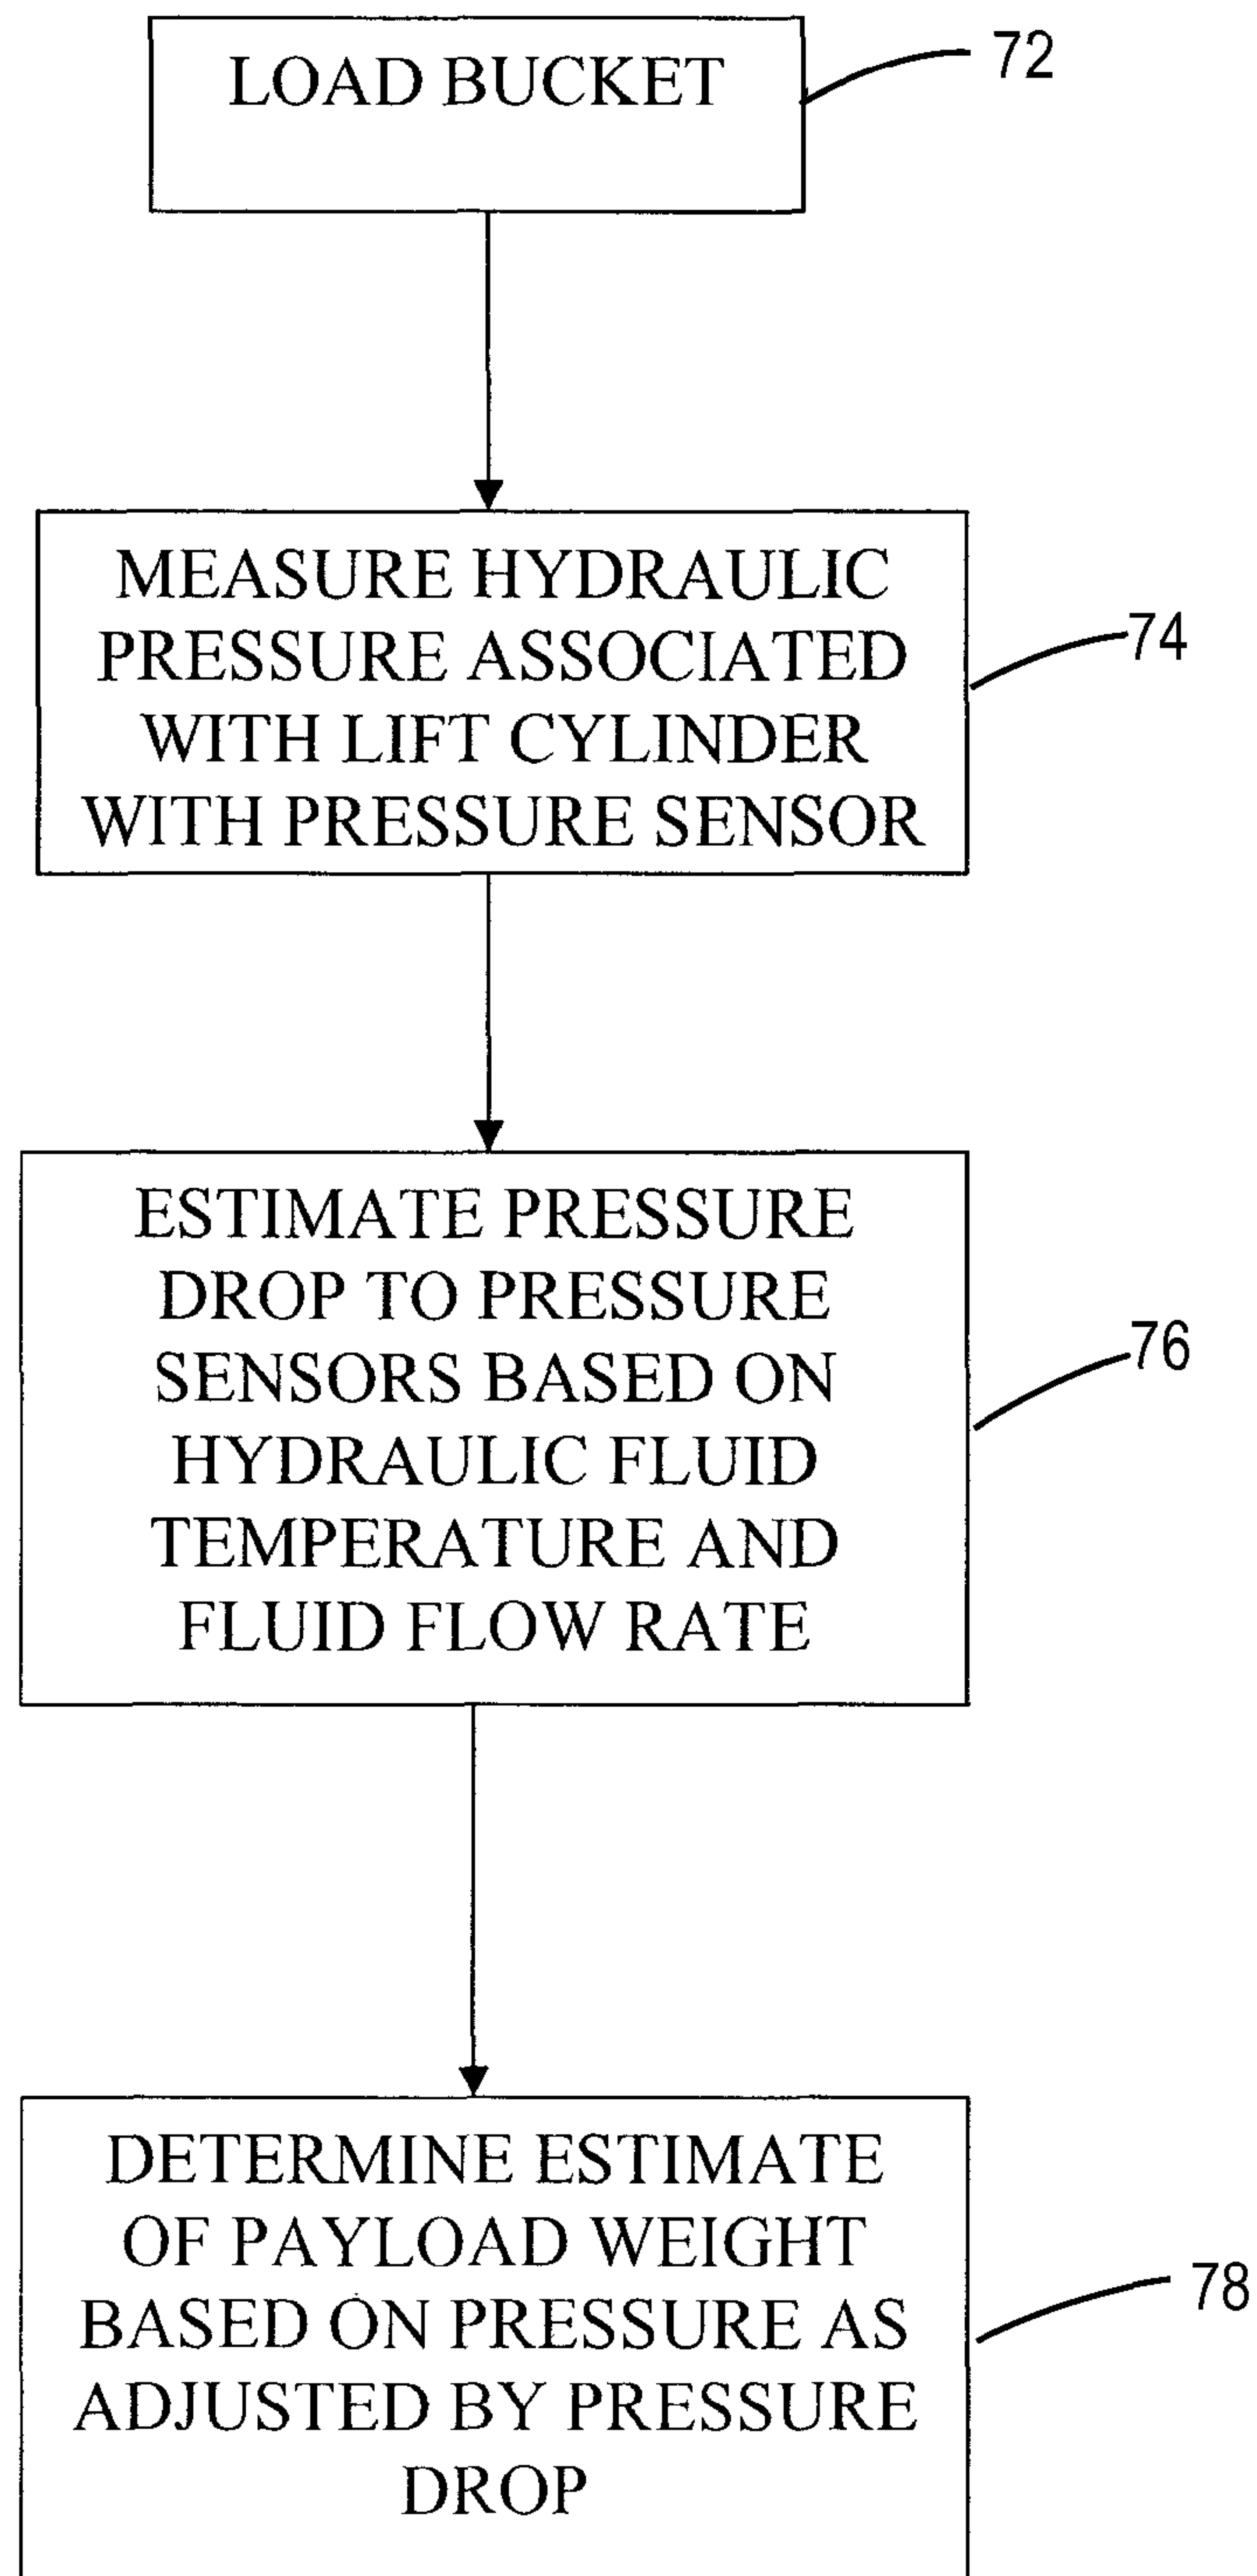 LOAD BUCKET
72
MEASURE HYDRAULIC
PRESSURE ASSOCIATED
WITH LIFT CYLINDER
WITH PRESSURE SENSOR
74
ESTIMATE PRESSURE
DROP TO PRESSURE
SENSORS BASED ON
HYDRAULIC FLUID
TEMPERATURE AND
FLUID FLOW RATE
76
DETERMINE ESTIMATE
OF PAYLOAD WEIGHT
BASED ON PRESSURE AS
ADJUSTED BY PRESSURE
DROP
78